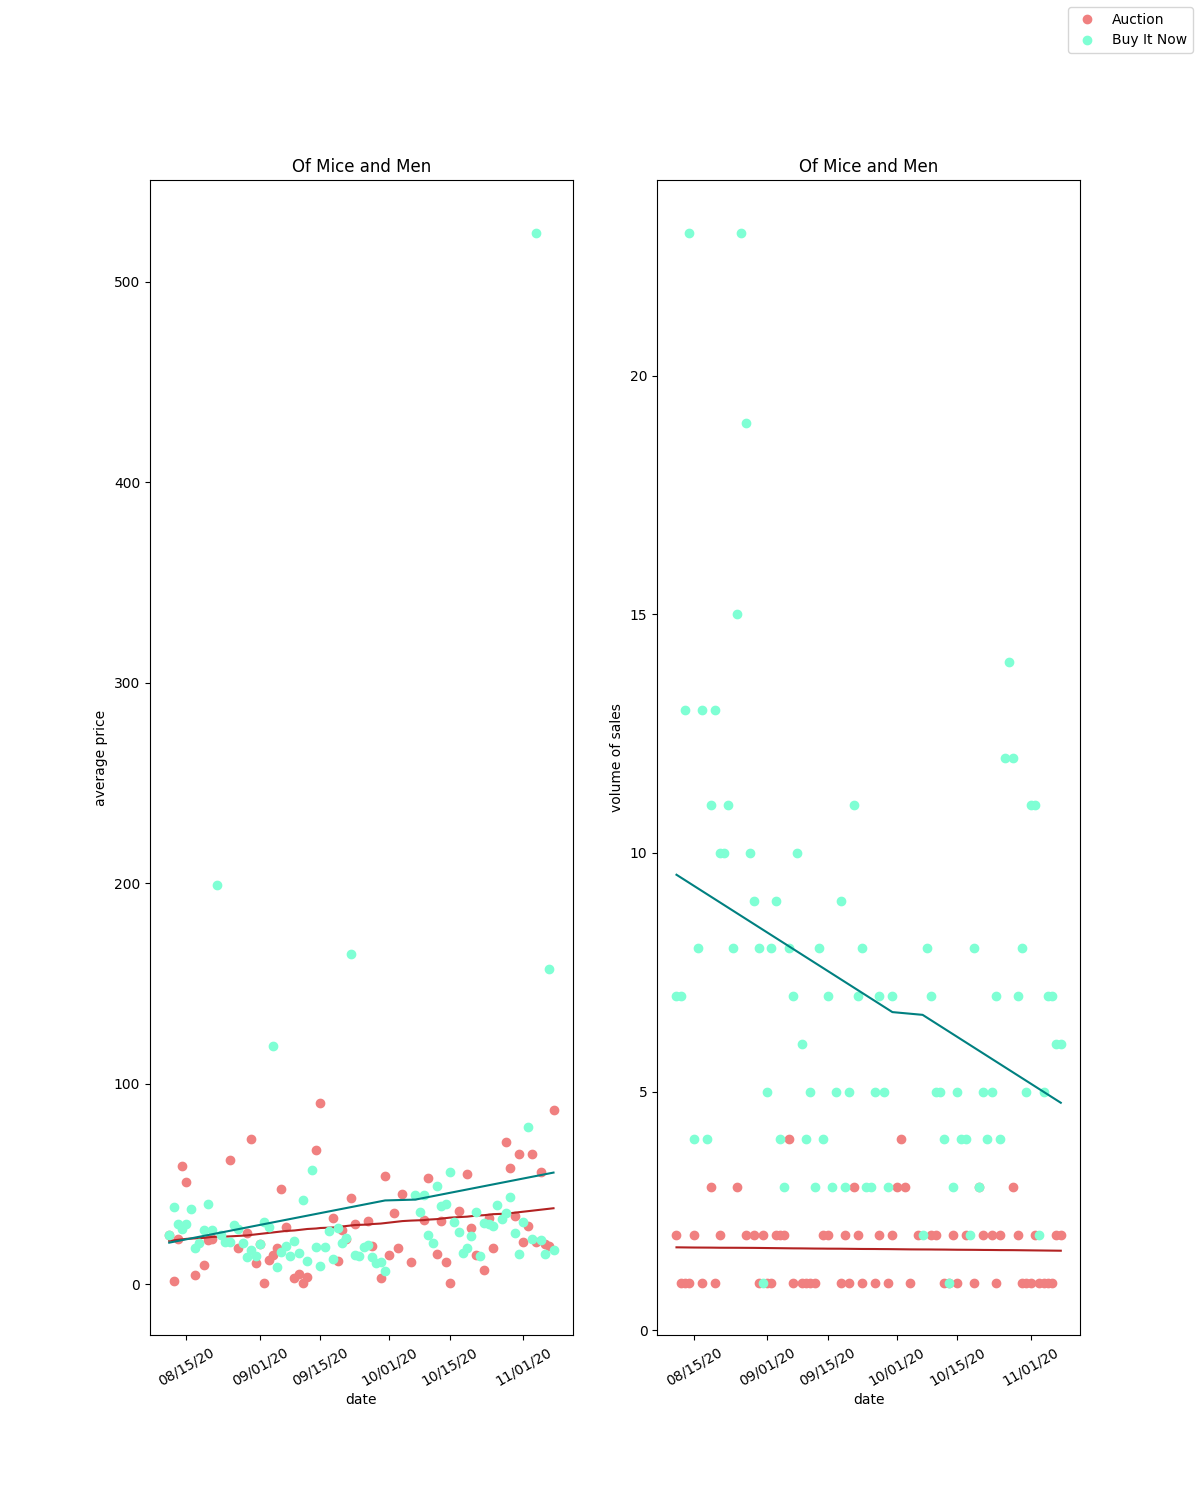 Auction
Buy It Now
Of Mice and Men
500
400
300
200
100
0
average price
08/15/20
09/01/20
09/15/20
10/01/20
10/15/20
11/01/20
date
Of Mice and Men
20
15
10
5
0
volume of sales
08/15/20
09/01/20
09/15/20
10/01/20
10/15/20
11/01/20
date